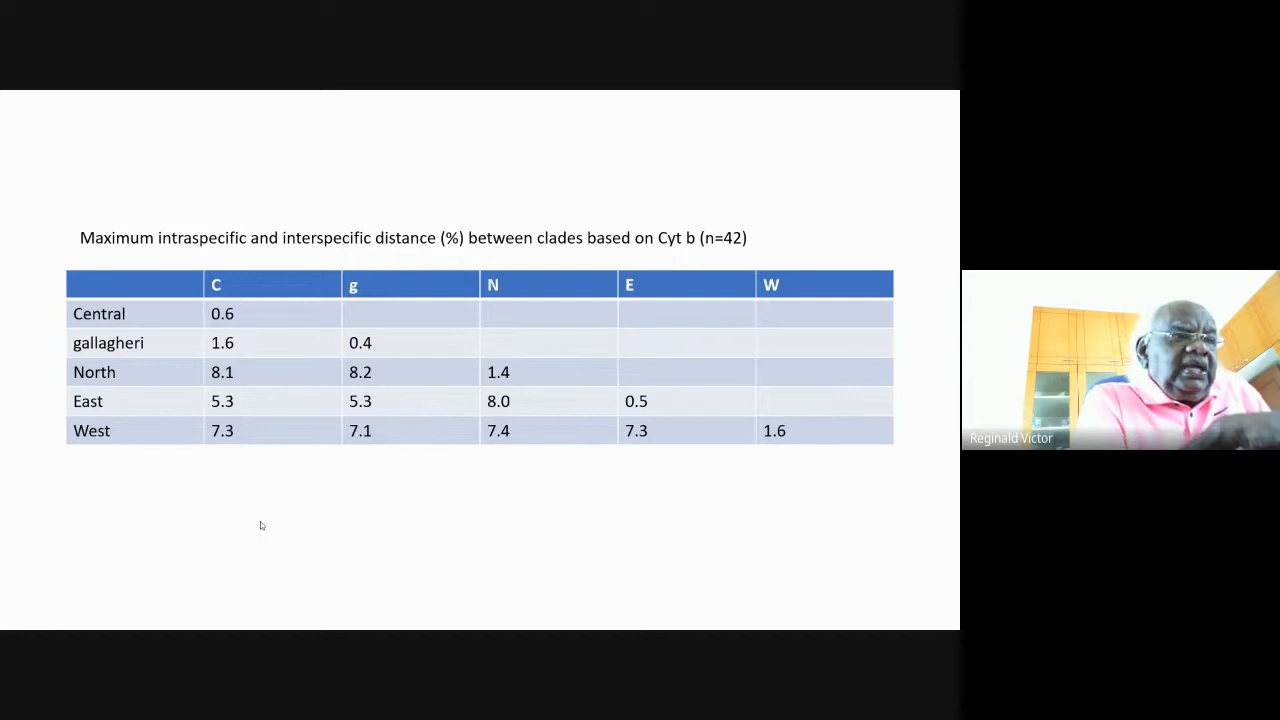 Maximum intraspecific and interspecific distance (%) between clades based on Cyt b (n=42)
C g N E W
Central 0.6
gallagheri 1.6 0.4
North 8.1 8.2 1.4
East 5.3 5.3 8.0 0.5
West 7.3 7.1 7.4 7.3 1.6
Reginald Victor